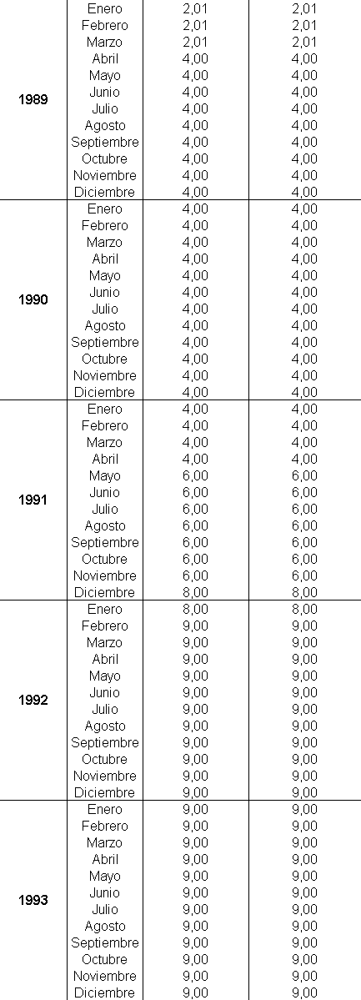 Enero 2,01 2,01
Febrero 2,01 2,01
Marzo 2,01 2,01
Abril 4,00 4,00
Mayo 4,00 4,00
1989 Junio 4,00 4,00
Julio 4,00 4,00
Agosto 4,00 4,00
Septiembre 4,00 4,00
Octubre 4,00 4,00
Noviembre 4,00 4,00
Diciembre 4,00 4,00
Enero 4,00 4,00
Febrero 4,00 4,00
Marzo 4,00 4,00
Abril 4,00 4,00
Mayo 4,00 4,00
1990 Junio 4,00 4,00
Julio 4,00 4,00
Agosto 4,00 4,00
Septiembre 4,00 4,00
Octubre 4,00 4,00
Noviembre 4,00 4,00
Diciembre 4,00 4,00
Enero 4,00 4,00
Febrero 4,00 4,00
Marzo 4,00 4,00
Abril 4,00 4,00
Mayo 6,00 6,00
1991 Junio 6,00 6,00
Julio 6,00 6,00
Agosto 6,00 6,00
Septiembre 6,00 6,00
Octubre 6,00 6,00
Noviembre 6,00 6,00
Diciembre 8,00 8,00
Enero 8,00 8,00
Febrero 9,00 9,00
Marzo 9,00 9,00
Abril 9,00 9,00
Mayo 9,00 9,00
1992 Junio 9,00 9,00
Julio 9,00 9,00
Agosto 9,00 9,00
Septiembre 9,00 9,00
Octubre 9,00 9,00
Noviembre 9,00 9,00
Diciembre 9,00 9,00
Enero 9,00 9,00
Febrero 9,00 9,00
Marzo 9,00 9,00
Abril 9,00 9,00
Mayo 9,00 9,00
1993 Junio 9,00 9,00
Julio 9,00 9,00
Agosto 9,00 9,00
Septiembre 9,00 9,00
Octubre 9,00 9,00
Noviembre 9,00 9,00
Diciembre 9,00 9,00